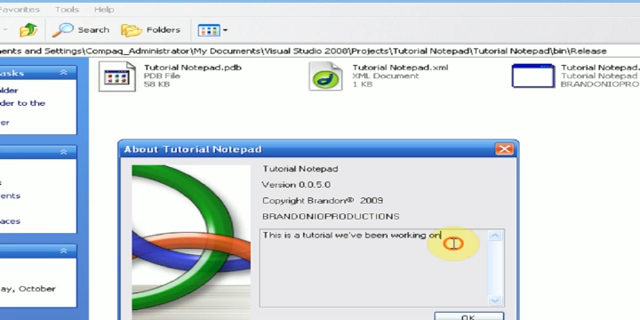 Favorites Tools Help
Search Folders
ments and Settings\Compaq_Administrator\My Documents\Visual Studio 2008\Projects\Tutorial Notepad\Tutorial Notepad\bin\Release
Tutorial Notepad.pdb
PDB File
58 KB
Tutorial Notepad.xml
XML Document
1 KB
Tutorial Notepad.
Tutorial Notepad
BRANDONIOPRO
asks
older
lder to the
er
s
ents
aces
ay, October
About Tutorial Notepad
Tutorial Notepad
Version 0.0.5.0
Copyright Brandon® 2009
BRANDONIOPRODUCTIONS
This is a tutorial we've been working on
OK